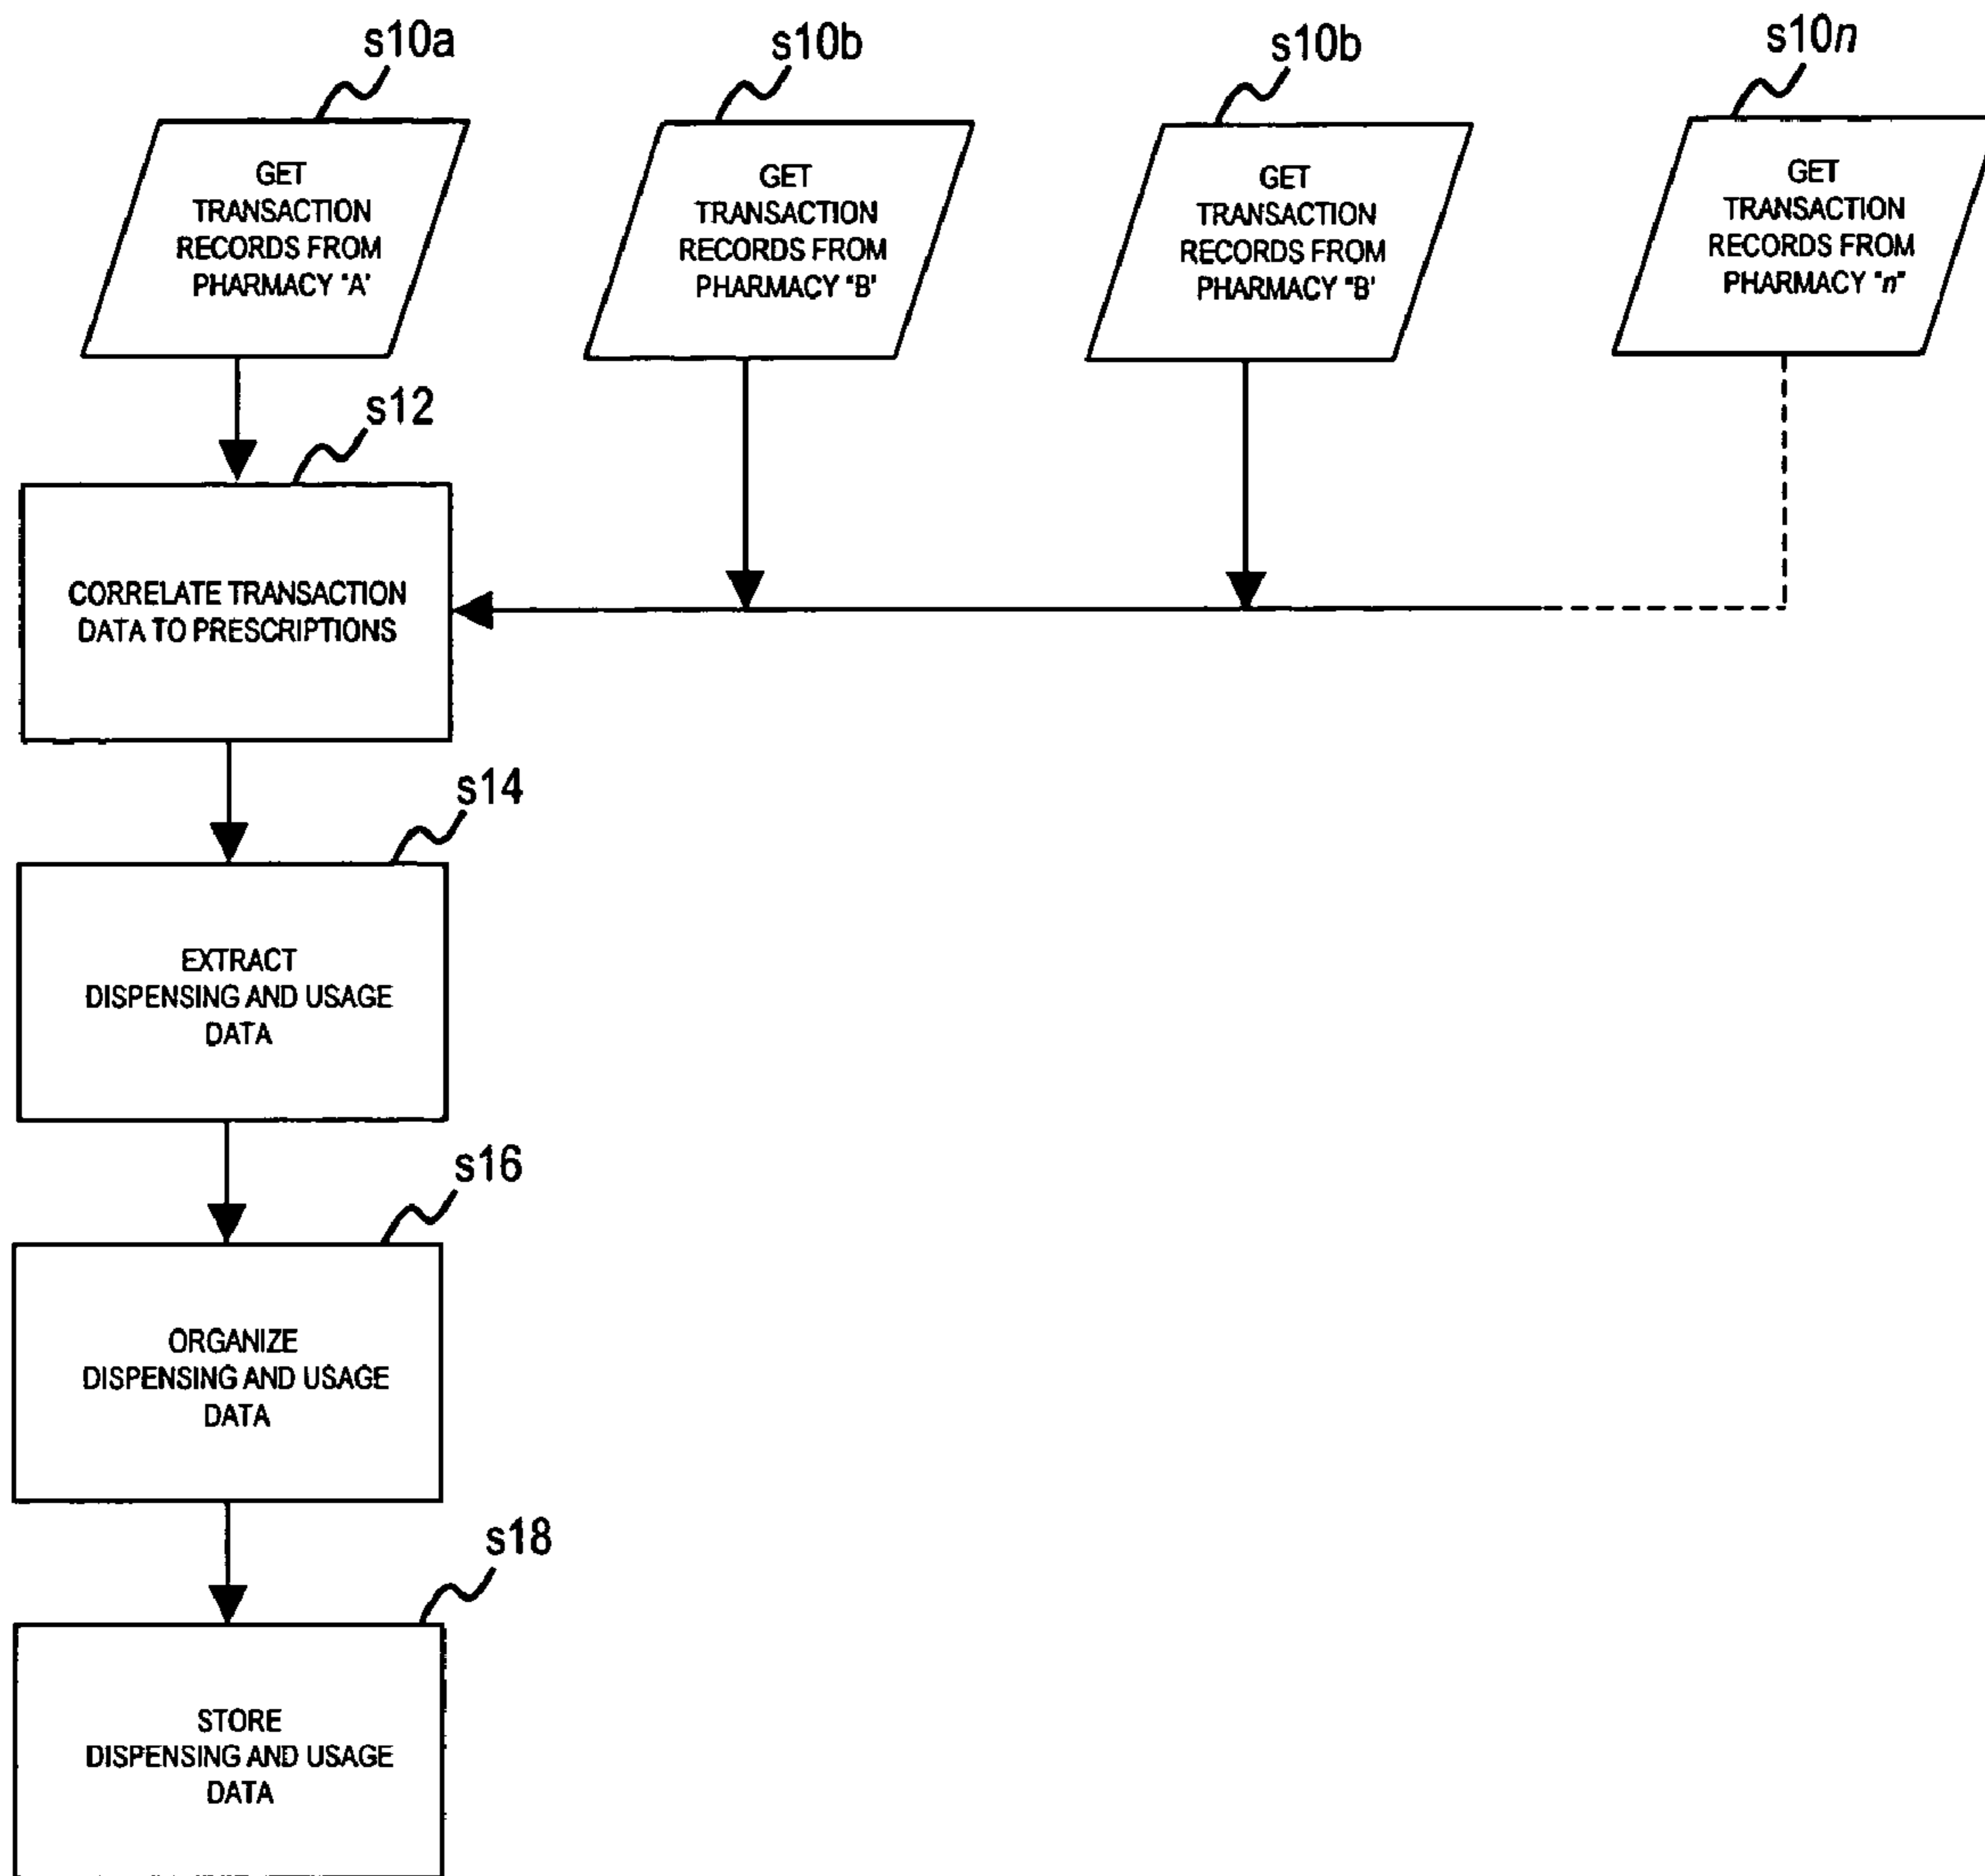 s10a
s10b
s10b
s10n
GET
TRANSACTION
RECORDS FROM
PHARMACY "A'
GET
TRANSACTION
RECORDS FROM
PHARMACY "B'
GET
TRANSACTION
RECORDS FROM
PHARMACY "B'
GET
TRANSACTION
RECORDS FROM
PHARMACY "n"
s12
CORRELATE TRANSACTION
DATA TO PRESCRIPTIONS
s14
EXTRACT
DISPENSING AND USAGE
DATA
s16
ORGANIZE
DISPENSING AND USAGE
DATA
s18
STORE
DISPENSING AND USAGE
DATA